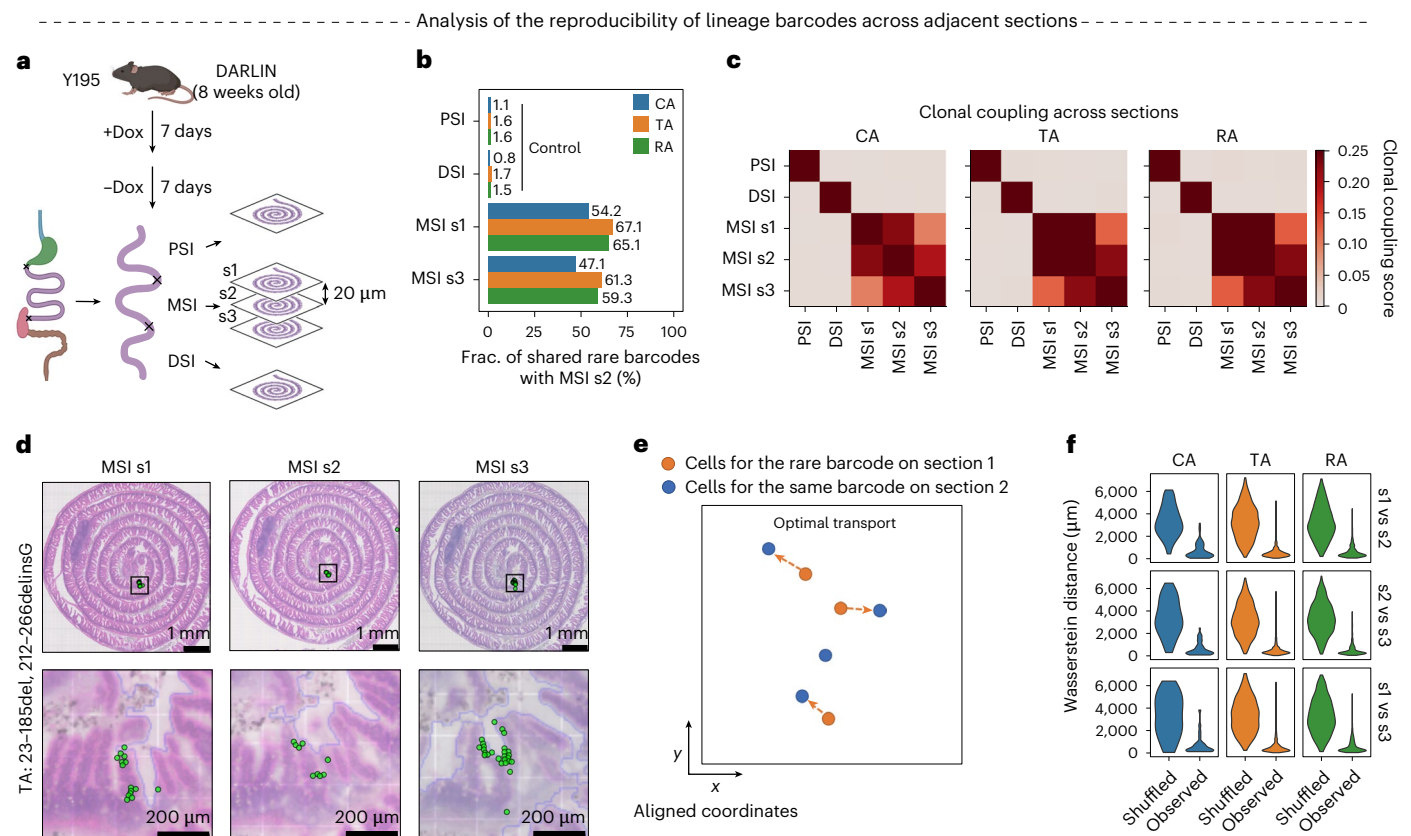 Analysis of the reproducibility of lineage barcodes across adjacent sections
a
Y195
DARLIN
(8 weeks old)
+Dox
7 days
−Dox
7 days
PSI
s1
s2
s3
MSI
20 μm
DSI
b
CA
TA
RA
PSI
1.1
1.6
1.6
Control
DSI
0.8
1.7
1.5
MSI s1
54.2
67.1
65.1
MSI s3
47.1
61.3
59.3
0 25 50 75 100
Frac. of shared rare barcodes
with MSI s2 (%)
c
Clonal coupling across sections
CA TA RA
PSI
DSI
MSI s1
MSI s2
MSI s3
PSI DSI MSI s1 MSI s2 MSI s3
PSI DSI MSI s1 MSI s2 MSI s3
PSI DSI MSI s1 MSI s2 MSI s3
0.25
0.20
0.15
0.10
0.05
0
Clonal coupling score
d
MSI s1 MSI s2 MSI s3
TA: 23–185del, 212–266delinsG
1 mm 1 mm 1 mm
200 μm 200 μm 200 μm
e
Cells for the rare barcode on section 1
Cells for the same barcode on section 2
Optimal transport
y
x
Aligned coordinates
f
CA TA RA
Wasserstein distance (μm)
6,000
4,000
2,000
0
s1 vs s2
6,000
4,000
2,000
0
s2 vs s3
6,000
4,000
2,000
0
s1 vs s3
Shuffled Observed Shuffled Observed Shuffled Observed